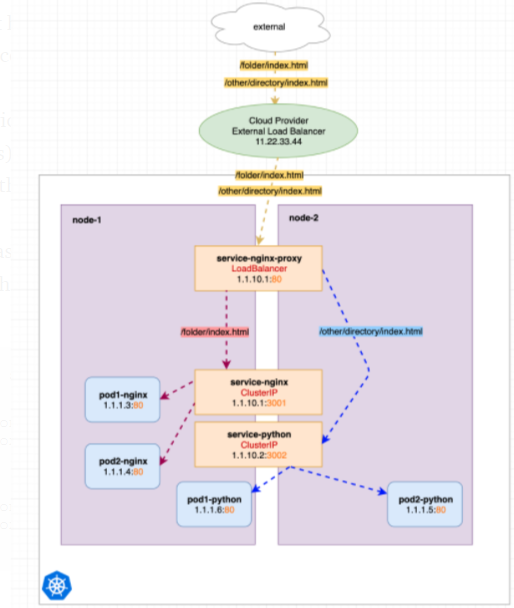 external
/folder/index.html
/other/directory/index.html
Cloud Provider
External Load Balancer
11.22.33.44
/folder/index.html
/other/directory/index.html
node-1
node-2
service-nginx-proxy
LoadBalancer
1.1.10.1:80
/folder/index.html
/other/directory/index.html
service-nginx
ClusterIP
1.1.10.1:3001
pod1-nginx
1.1.1.3:80
service-python
ClusterIP
1.1.10.2:3002
pod2-nginx
1.1.1.4:80
pod1-python
1.1.1.6:80
pod2-python
1.1.1.5:80